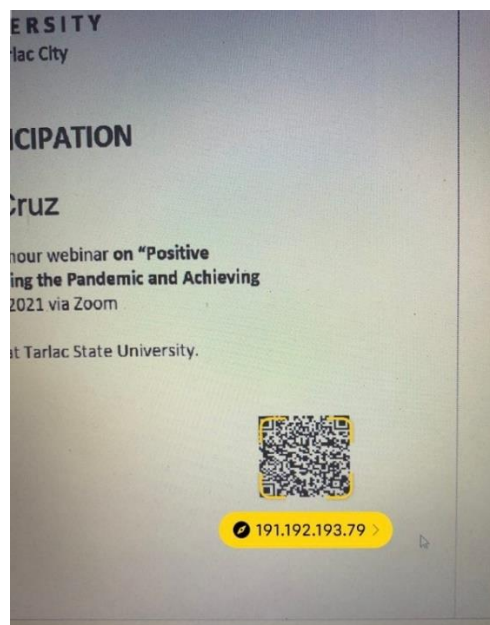 ERSITY
rlac City
ICIPATION
Cruz
hour webinar on “Positive
ing the Pandemic and Achieving
2021 via Zoom
at Tarlac State University.
191.192.193.79